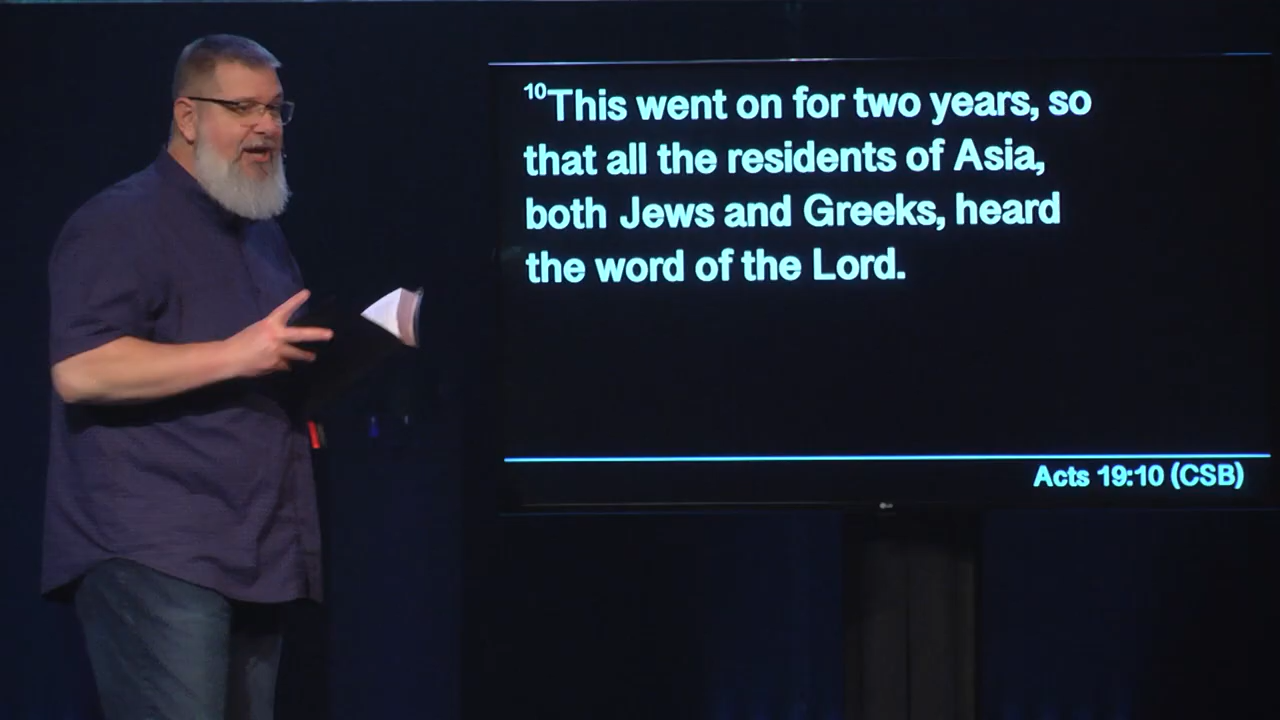 ¹⁰This went on for two years, so
that all the residents of Asia,
both Jews and Greeks, heard
the word of the Lord.
Acts 19:10 (CSB)
LG